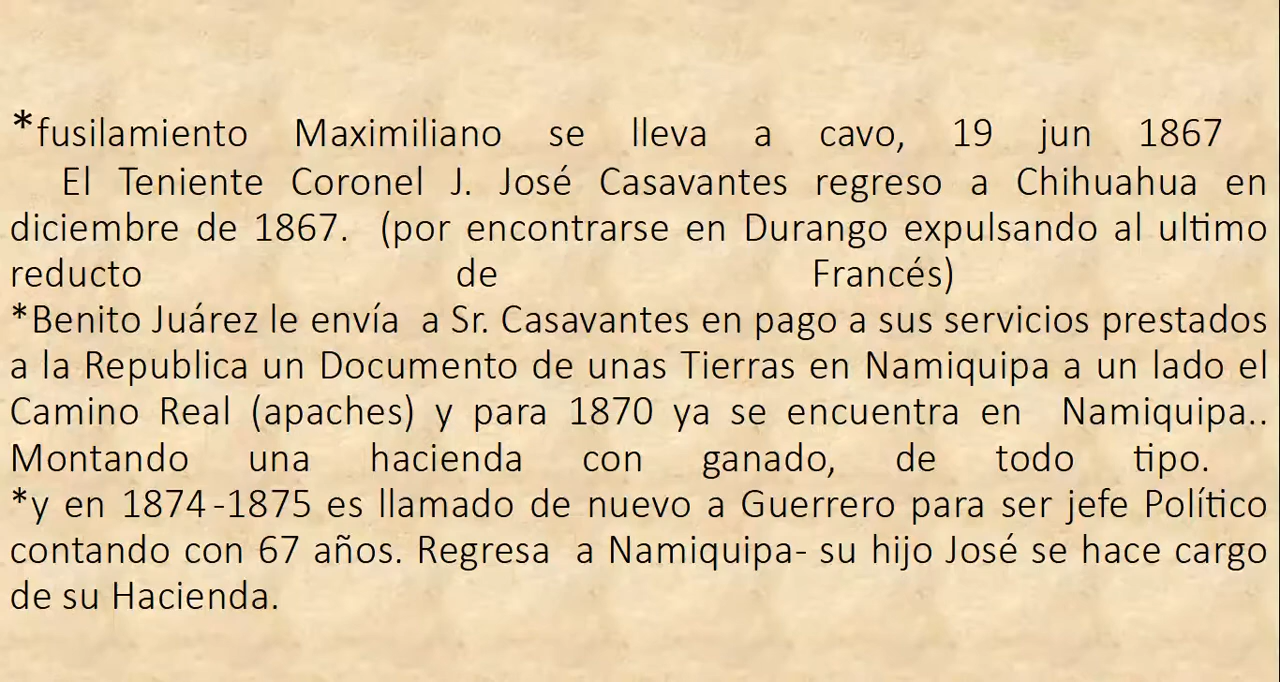 *fusilamiento Maximiliano se lleva a cavo, 19 jun 1867
El Teniente Coronel J. José Casavantes regreso a Chihuahua en
diciembre de 1867. (por encontrarse en Durango expulsando al ultimo
reducto de Francés)
*Benito Juárez le envía a Sr. Casavantes en pago a sus servicios prestados
a la Republica un Documento de unas Tierras en Namiquipa a un lado el
Camino Real (apaches) y para 1870 ya se encuentra en Namiquipa..
Montando una hacienda con ganado, de todo tipo.
*y en 1874-1875 es llamado de nuevo a Guerrero para ser jefe Político
contando con 67 años. Regresa a Namiquipa- su hijo José se hace cargo
de su Hacienda.